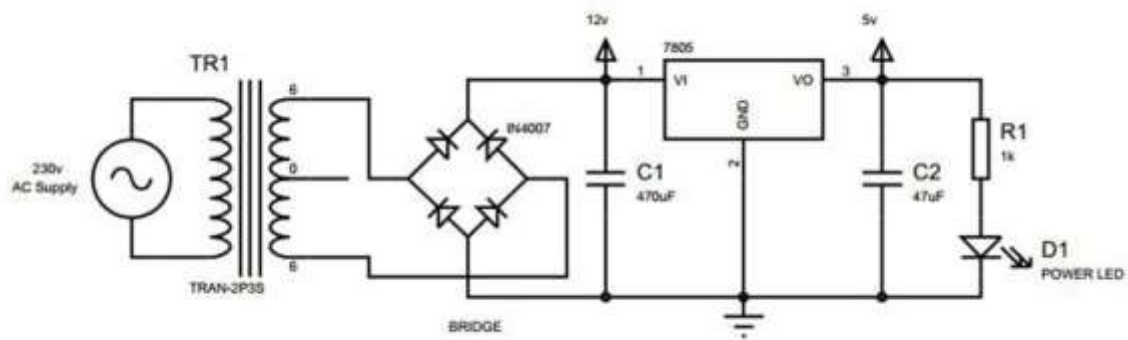 12v
5v
TR1
7805
6
1
VI
VO
3
GND
2
IN4007
R1
1k
230v
AC Supply
0
C1
470uF
C2
47uF
6
D1
POWER LED
TRAN-2P3S
BRIDGE